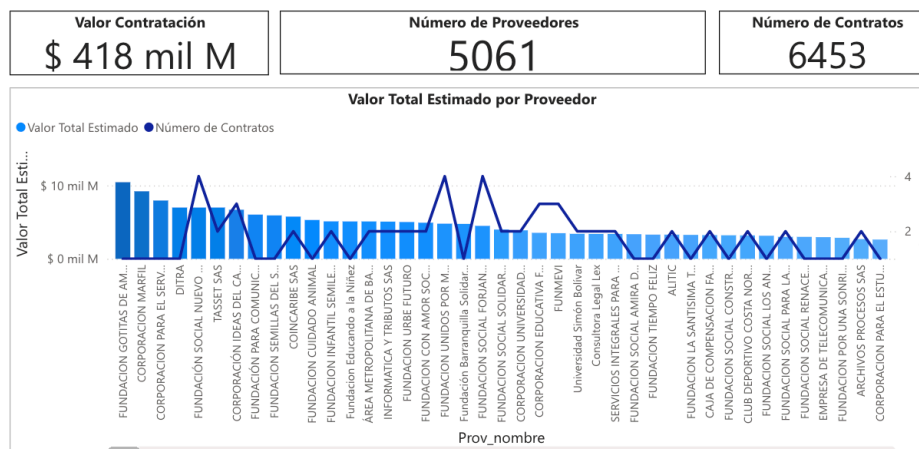 Valor Contratación
$ 418 mil M
Número de Proveedores
5061
Número de Contratos
6453
Valor Total Estimado por Proveedor
Valor Total Estimado
Número de Contratos
Valor Total Esti...
$ 10 mil M
$ 0 mil M
4
2
FUNDACION GOTITAS DE AM...
CORPORACION MARFIL
CORPORACION PARA EL SERV...
DITRA
FUNDACIÓN SOCIAL NUEVO ...
TASSET SAS
CORPORACIÓN IDEAS DEL CA...
FUNDACIÓN PARA COMUNIC...
FUNDACION SEMILLAS DEL S...
COINCARIBE SAS
FUNDACION CUIDADO ANIMAL
FUNDACION INFANTIL SEMILE...
Fundacion Educando a la Niñez
ÁREA METROPOLITANA DE BA...
INFORMATICA Y TRIBUTOS SAS
FUNDACION URBE FUTURO
FUNDACION CON AMOR SOC...
FUNDACION UNIDOS POR M...
Fundación Barranquilla Solidar...
FUNDACION SOCIAL FORJAN...
FUNDACION SOCIAL SOLIDAR...
CORPORACION UNIVERSIDAD...
CORPORACION EDUCATIVA F...
FUNMEVI
Universidad Simón Bolívar
Consultora Legal Lex
SERVICIOS INTEGRALES PARA ...
FUNDACION SOCIAL AMIRA D...
FUNDACION TIEMPO FELIZ
ALITIC
FUNDACION LA SANTISIMA T...
CAJA DE COMPENSACION FA...
FUNDACION SOCIAL CONSTR...
CLUB DEPORTIVO COSTA NOR...
FUNDACION SOCIAL LOS AN...
FUNDACION SOCIAL PARA LA...
FUNDACION SOCIAL RENACE...
EMPRESA DE TELECOMUNICA...
FUNDACION POR UNA SONRI...
ARCHIVOS PROCESOS SAS
CORPORACION PARA EL ESTU...
Prov_nombre